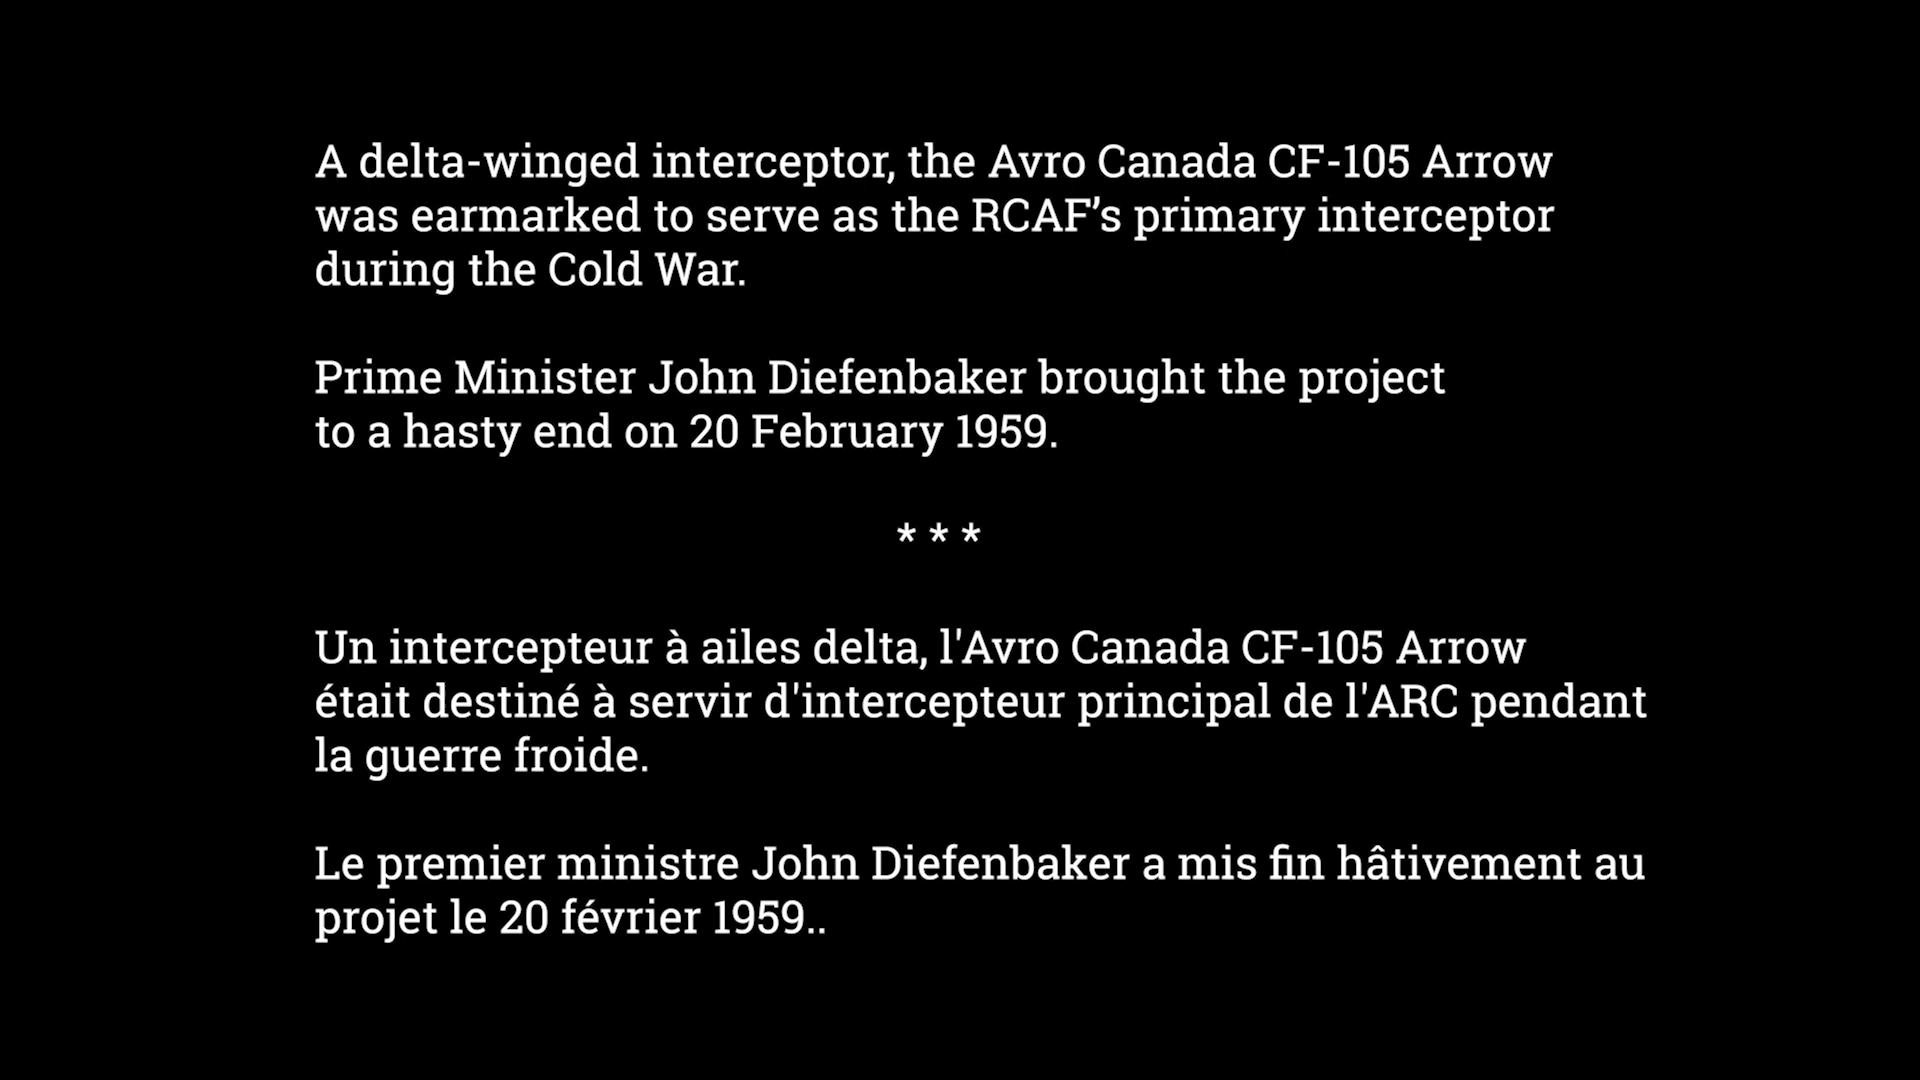 A delta-winged interceptor, the Avro Canada CF-105 Arrow
was earmarked to serve as the RCAF’s primary interceptor
during the Cold War.
Prime Minister John Diefenbaker brought the project
to a hasty end on 20 February 1959.
* * *
Un intercepteur à ailes delta, l'Avro Canada CF-105 Arrow
était destiné à servir d'intercepteur principal de l'ARC pendant
la guerre froide.
Le premier ministre John Diefenbaker a mis fin hâtivement au
projet le 20 février 1959..